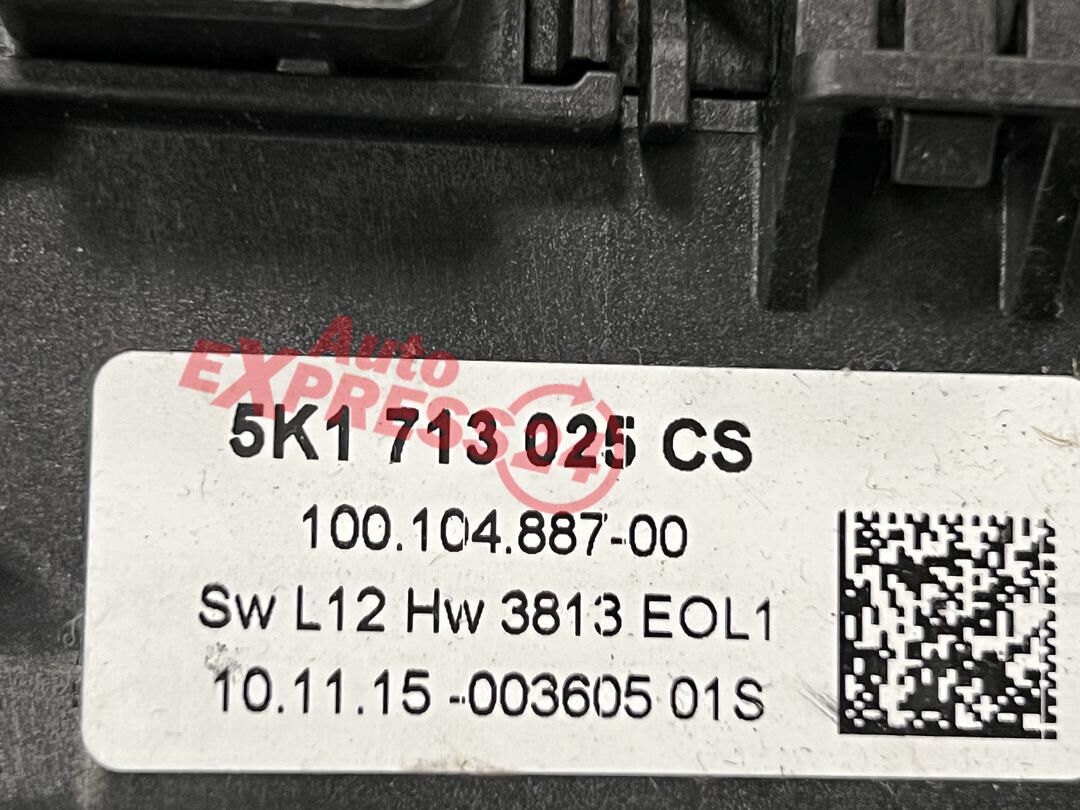 Auto
EXPRESS24
5K1 713 025 CS
100.104.887-00
Sw L12 Hw 3813 EOL1
10.11.15 -003605 01S